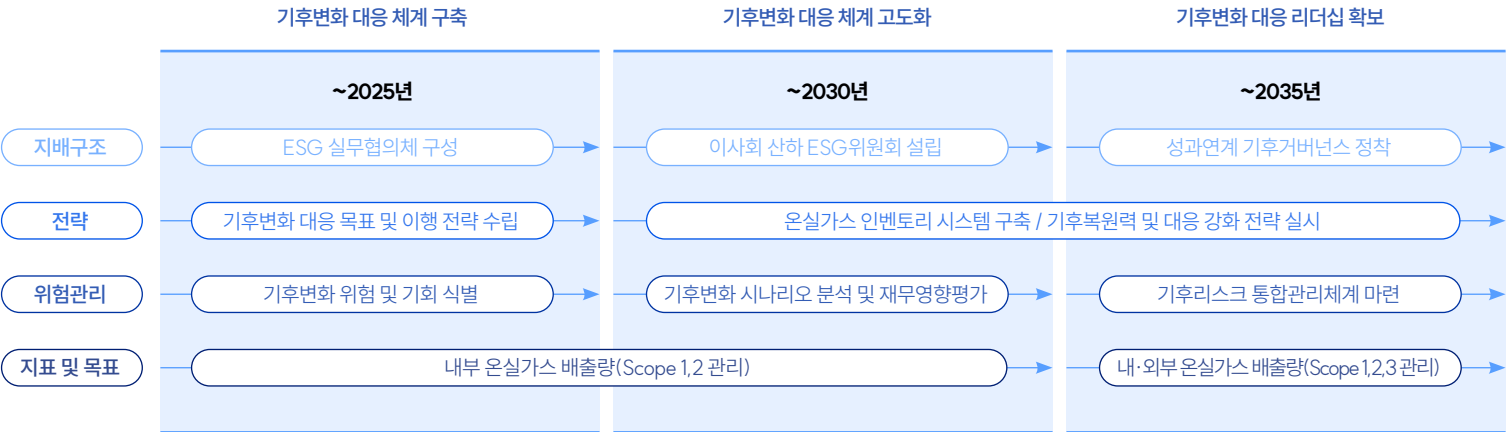 기후변화 대응 체계 구축
기후변화 대응 체계 고도화
기후변화 대응 리더십 확보
~2025년
~2030년
~2035년
지배구조
ESG 실무협의체 구성
이사회 산하 ESG위원회 설립
성과연계 기후거버넌스 정착
전략
기후변화 대응 목표 및 이행 전략 수립
온실가스 인벤토리 시스템 구축 / 기후복원력 및 대응 강화 전략 실시
위험관리
기후변화 위험 및 기회 식별
기후변화 시나리오 분석 및 재무영향평가
기후리스크 통합관리체계 마련
지표 및 목표
내부 온실가스 배출량(Scope 1,2 관리)
내·외부 온실가스 배출량(Scope 1,2,3 관리)